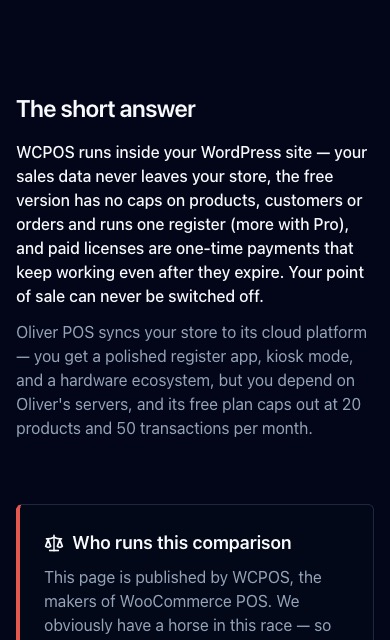 The short answer
WCPOS runs inside your WordPress site — your
sales data never leaves your store, the free
version has no caps on products, customers or
orders and runs one register (more with Pro),
and paid licenses are one-time payments that
keep working even after they expire. Your point
of sale can never be switched off.
Oliver POS syncs your store to its cloud platform
— you get a polished register app, kiosk mode,
and a hardware ecosystem, but you depend on
Oliver's servers, and its free plan caps out at 20
products and 50 transactions per month.
Who runs this comparison
This page is published by WCPOS, the
makers of WooCommerce POS. We
obviously have a horse in this race — so